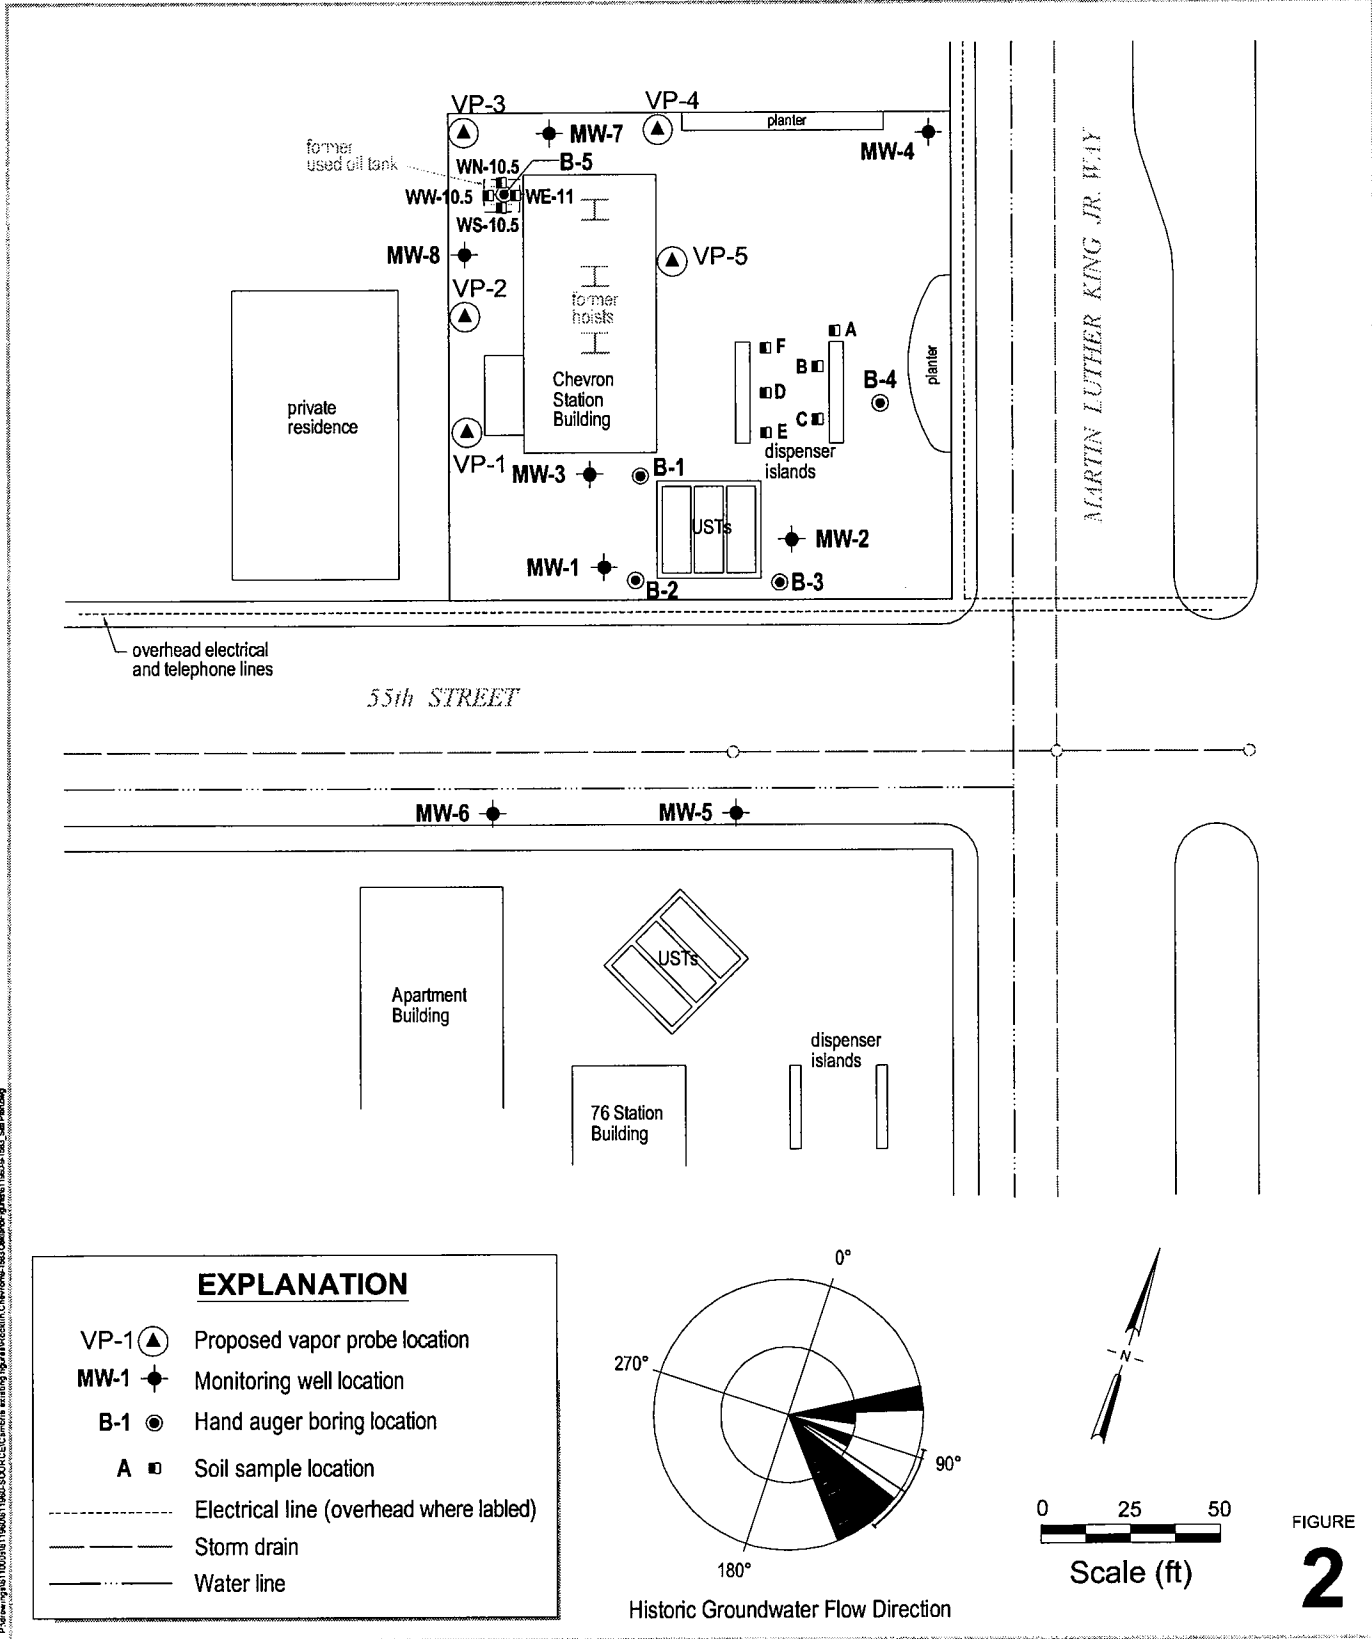 VP-3
VP-4
planter
MW-7
MW-4
former
used oil tank
WN-10.5
B-5
WW-10.5
WE-11
WS-10.5
MW-8
VP-5
VP-2
former
hoists
MARTIN LUTHER KING JR. WAY
A
F
B
planter
B-4
D
Chevron
Station
Building
private
residence
C
E
dispenser
islands
VP-1
MW-3
B-1
USTs
MW-2
MW-1
B-2
B-3
overhead electrical
and telephone lines
55th STREET
MW-6
MW-5
USTs
Apartment
Building
dispenser
islands
76 Station
Building
EXPLANATION
VP-1 Proposed vapor probe location
MW-1 Monitoring well location
B-1 Hand auger boring location
A Soil sample location
Electrical line (overhead where labled)
Storm drain
Water line
0°
270°
90°
180°
Historic Groundwater Flow Direction
N
0 25 50
Scale (ft)
FIGURE
2